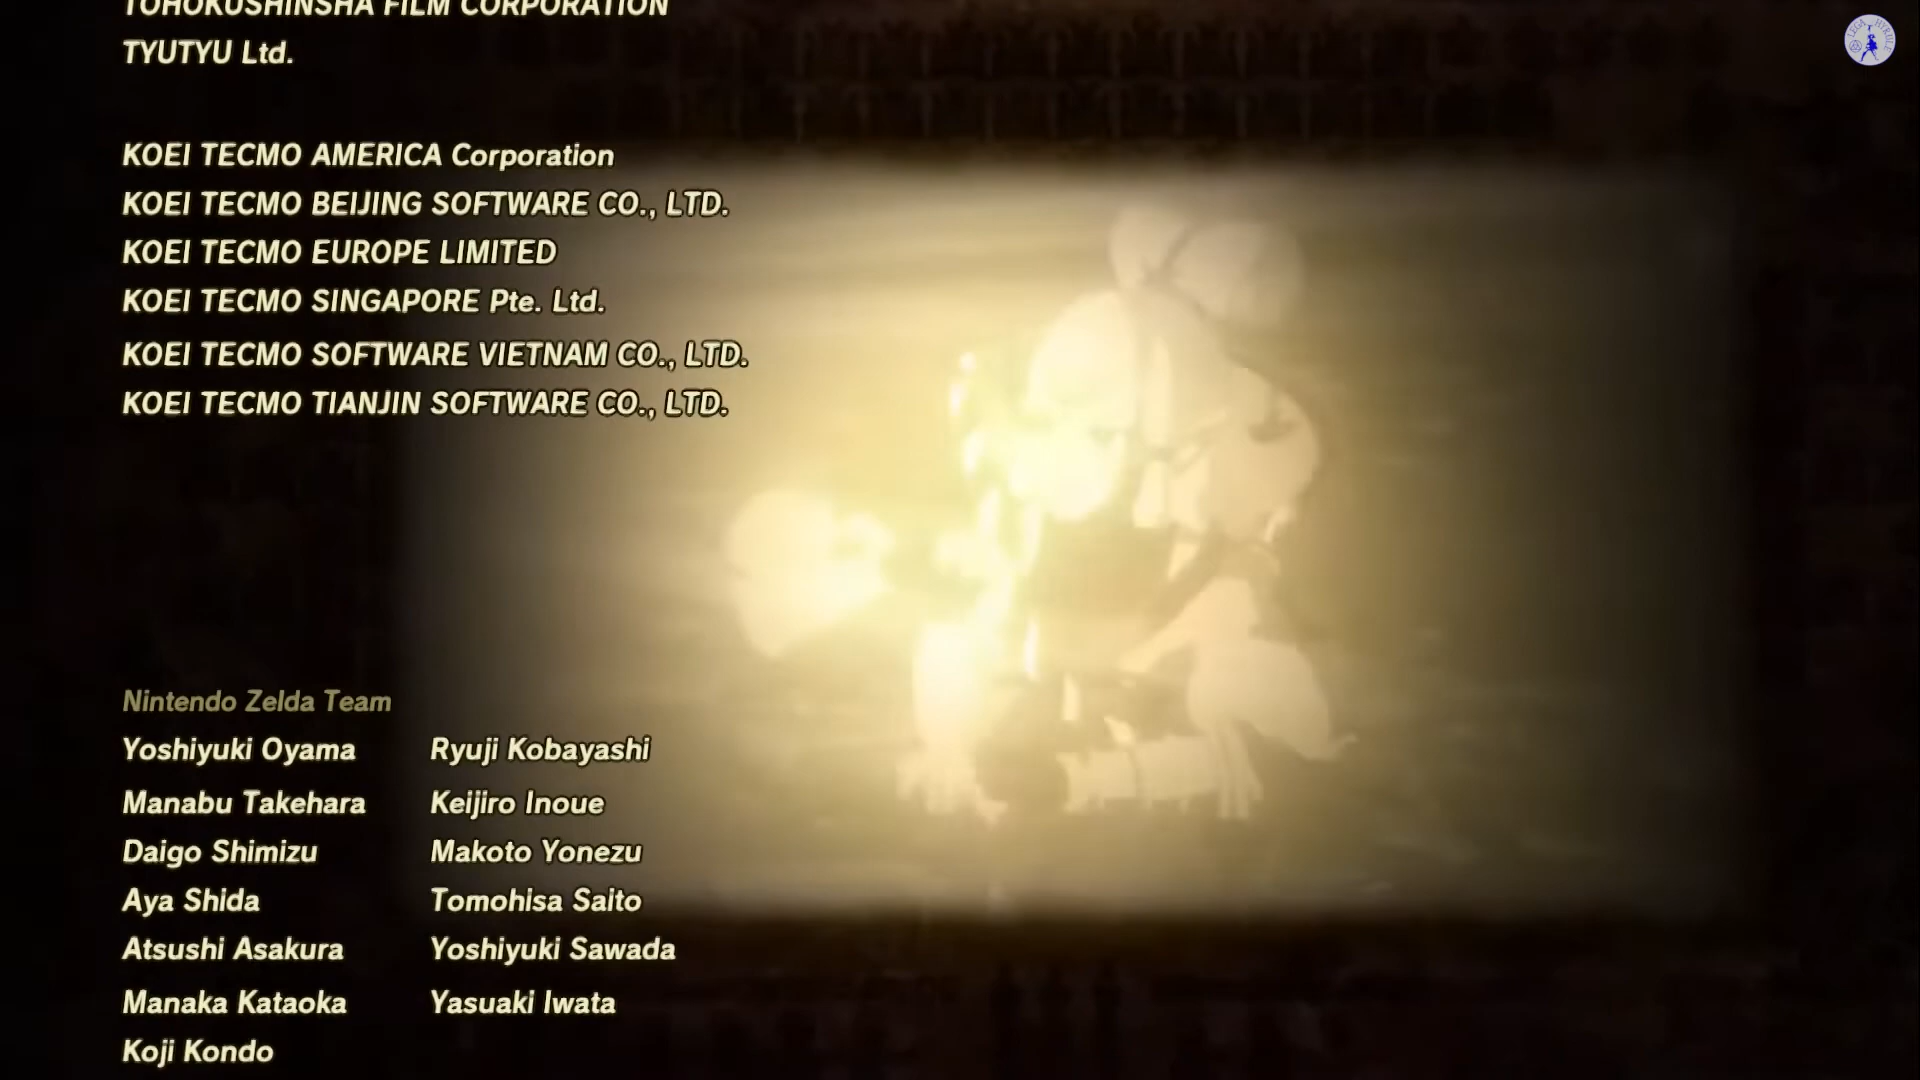 TOHOKUSHINSHA FILM CORPORATION
TYUTYU Ltd.
KOEI TECMO AMERICA Corporation
KOEI TECMO BEIJING SOFTWARE CO., LTD.
KOEI TECMO EUROPE LIMITED
KOEI TECMO SINGAPORE Pte. Ltd.
KOEI TECMO SOFTWARE VIETNAM CO., LTD.
KOEI TECMO TIANJIN SOFTWARE CO., LTD.
Nintendo Zelda Team
Yoshiyuki Oyama Ryuji Kobayashi
Manabu Takehara Keijiro Inoue
Daigo Shimizu Makoto Yonezu
Aya Shida Tomohisa Saito
Atsushi Asakura Yoshiyuki Sawada
Manaka Kataoka Yasuaki Iwata
Koji Kondo